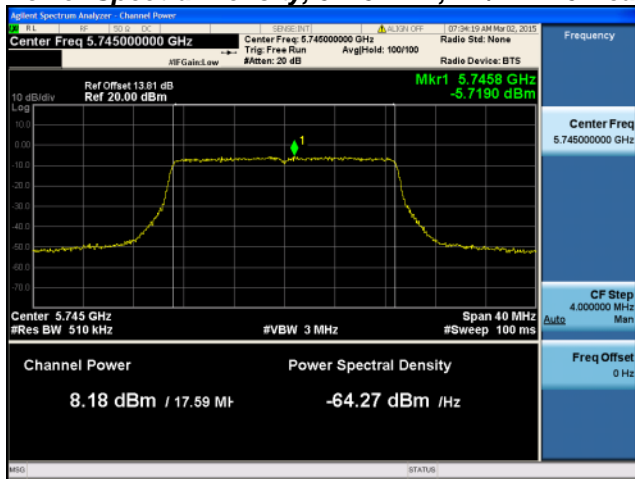 Agilent Spectrum Analyzer - Channel Power
RL RF 50 Ω DC SENSE:INT ALIGN OFF 07:34:19 AM Mar 02, 2015
Center Freq 5.745000000 GHz
#IFGain:Low
Center Freq: 5.745000000 GHz
Trig: Free Run Avg|Hold: 100/100
#Atten: 20 dB
Radio Std: None
Radio Device: BTS
Frequency
Ref Offset 13.81 dB
10 dB/div Ref 20.00 dBm
Log
Mkr1 5.7458 GHz
-5.7190 dBm
10.0
0.00
-10.0
-20.0
-30.0
-40.0
-50.0
-60.0
-70.0
1
Center 5.745 GHz
Span 40 MHz
#Res BW 510 kHz
#VBW 3 MHz
#Sweep 100 ms
Channel Power
Power Spectral Density
8.18 dBm / 17.59 MH
-64.27 dBm /Hz
Center Freq
5.745000000 GHz
CF Step
4.000000 MHz
Auto Man
Freq Offset
0 Hz
MSG STATUS